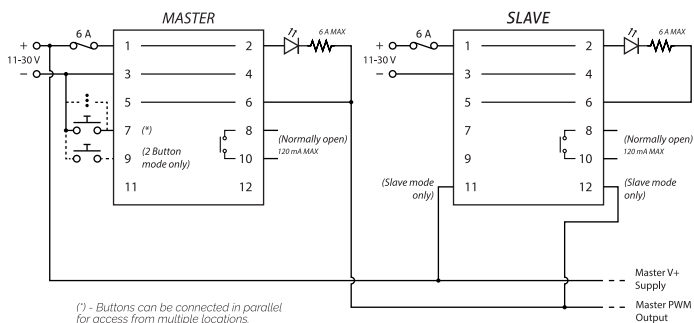 MASTER
SLAVE
6 A
6 A MAX
6 A
6 A MAX
+
11-30 V
−
1
2
3
4
5
6
7
8
9
10
11
12
(*)
(2 Button
mode only)
(Normally open)
120 mA MAX
+
11-30 V
−
1
2
3
4
5
6
7
8
9
10
11
12
(Normally open)
120 mA MAX
(Slave mode
only)
(Slave mode
only)
Master V+
Supply
Master PWM
Output
(*) - Buttons can be connected in parallel
for access from multiple locations.